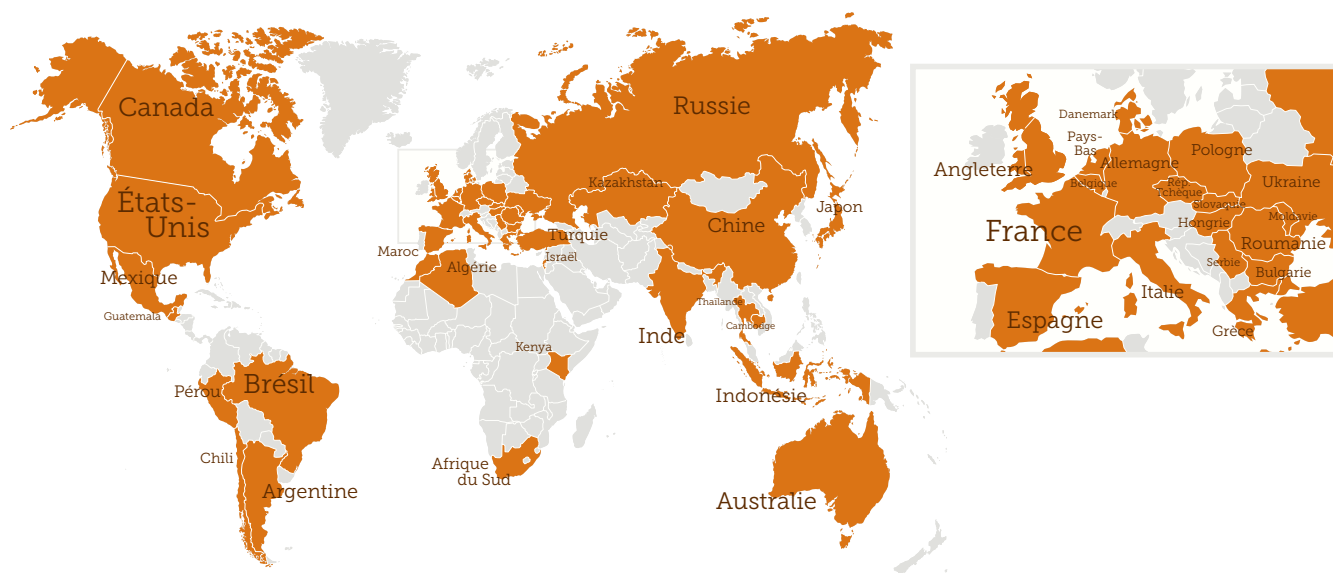 Canada
Russie
États-
Unis
Kazakhstan
Japon
Chine
Turquie
Maroc
Israël
Algérie
Mexique
Guatemala
Thaïlande
Cambodge
Inde
Kenya
Pérou
Brésil
Indonésie
Chili
Afrique
du Sud
Argentine
Australie
Danemark
Pays-
Bas
Pologne
Angleterre
Allemagne
Belgique
Rép.
Tchèque
Ukraine
Slovaquie
Moldavie
Hongrie
France
Roumanie
Serbie
Bulgarie
Italie
Espagne
Grèce